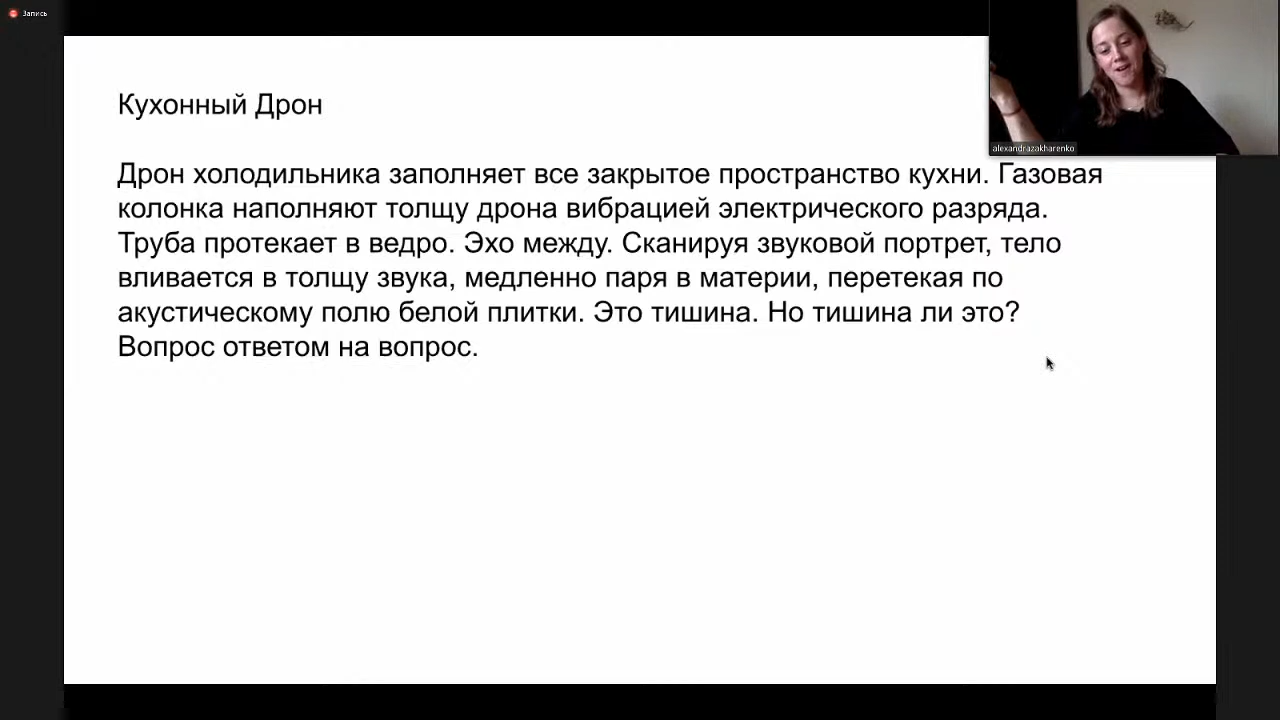 Запись
alexandrazakharenko
Кухонный Дрон
Дрон холодильника заполняет все закрытое пространство кухни. Газовая
колонка наполняют толщу дрона вибрацией электрического разряда.
Труба протекает в ведро. Эхо между. Сканируя звуковой портрет, тело
вливается в толщу звука, медленно паря в материи, перетекая по
акустическому полю белой плитки. Это тишина. Но тишина ли это?
Вопрос ответом на вопрос.